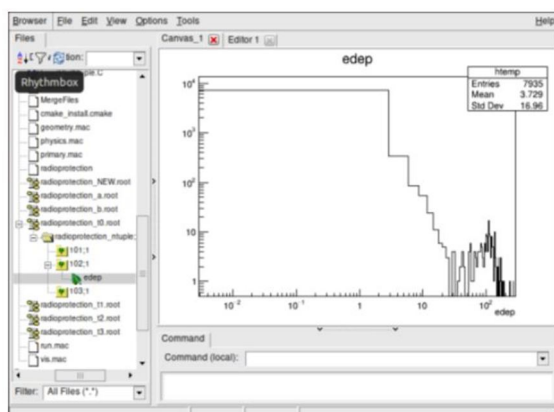 Browser File Edit View Options Tools Help
Files
Canvas_1 Editor 1
tion:
Rhythmbox
MergeFiles
cmake_install.cmake
geometry.mac
physics.mac
primary.mac
radioprotection
radioprotection_NEW.root
radioprotection_a.root
radioprotection_b.root
radioprotection_t0.root
radioprotection_ntuple;
101;1
102;1
edep
103;1
radioprotection_t1.root
radioprotection_t2.root
radioprotection_t3.root
run.mac
vis.mac
Filter: All Files (*.*)
edep
htemp
Entries 7935
Mean 3.729
Std Dev 16.96
10⁴
10³
10²
10
1
10⁻² 10⁻¹ 1 10 10²
edep
Command
Command (local):